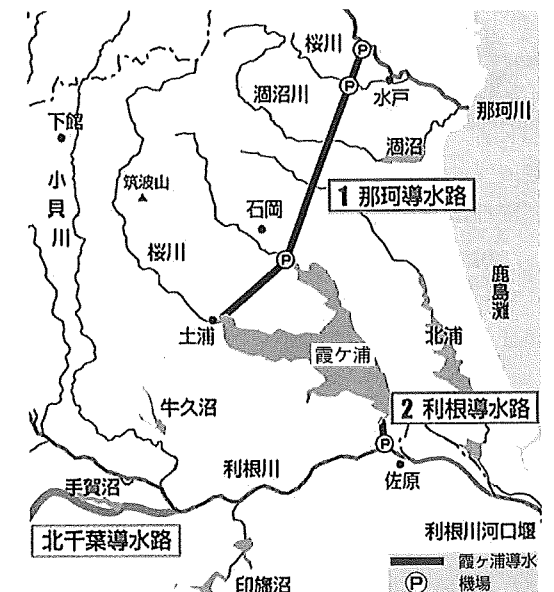 桜川
P
P
水戸
那珂川
涸沼川
涸沼
下館
小貝川
筑波山
石岡
1 那珂導水路
桜川
P
鹿島灘
土浦
霞ケ浦
北浦
牛久沼
2 利根導水路
P
利根川
佐原
手賀沼
北千葉導水路
利根川河口堰
印旛沼
霞ヶ浦導水
P 機場